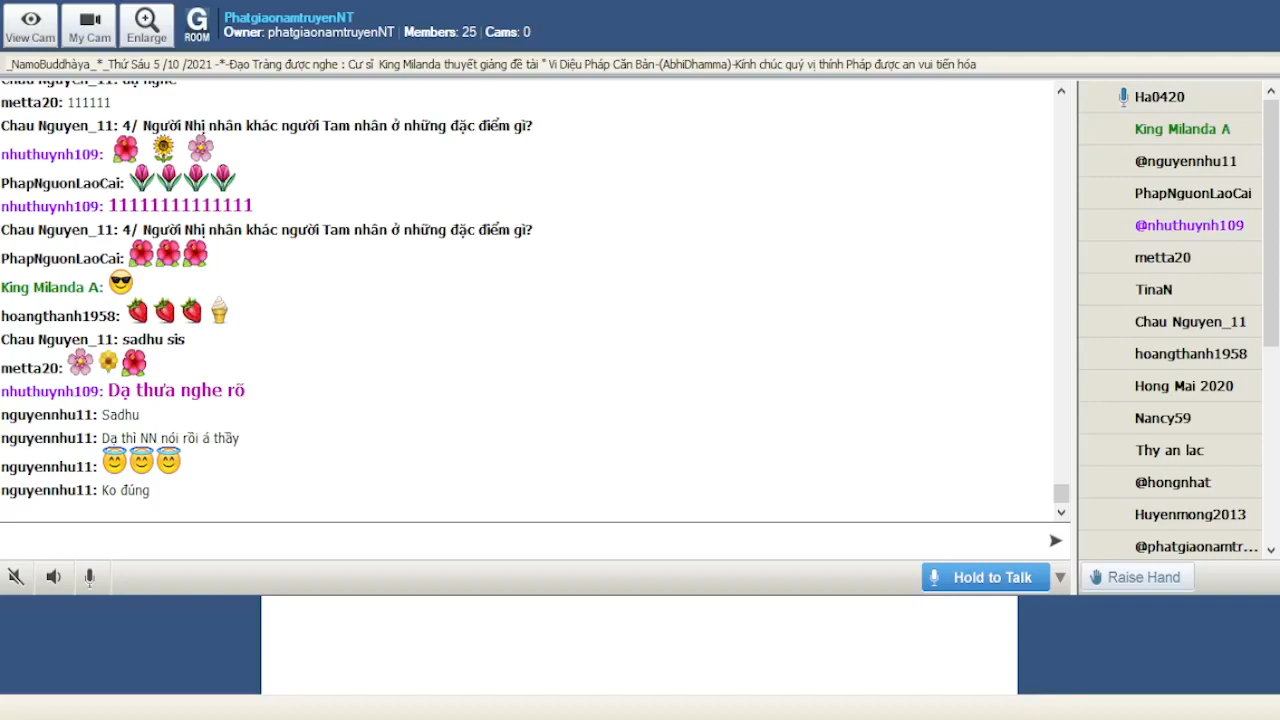 View Cam
My Cam
Enlarge
G
ROOM
PhatgiaonamtruyenNT
Owner: phatgiaonamtruyenNT | Members: 25 | Cams: 0
_NamoBuddhàya_*_Thứ Sáu 5 /10 /2021 -*-Đạo Tràng được nghe : Cư sĩ King Milanda thuyết giảng đề tài " Vi Diệu Pháp Căn Bản-(AbhiDhamma)-Kính chúc quý vị thính Pháp được an vui tiến hóa
metta20: 111111
Chau Nguyen_11: 4/ Người Nhị nhân khác người Tam nhân ở những đặc điểm gì?
nhuthuynh109:
PhapNguonLaoCai:
nhuthuynh109: 11111111111111
Chau Nguyen_11: 4/ Người Nhị nhân khác người Tam nhân ở những đặc điểm gì?
PhapNguonLaoCai:
King Milanda A:
hoangthanh1958:
Chau Nguyen_11: sadhu sis
metta20:
nhuthuynh109: Dạ thưa nghe rõ
nguyennhu11: Sadhu
nguyennhu11: Dạ thì NN nói rồi á thầy
nguyennhu11:
nguyennhu11: Ko đúng
Ha0420
King Milanda A
@nguyennhu11
PhapNguonLaoCai
@nhuthuynh109
metta20
TinaN
Chau Nguyen_11
hoangthanh1958
Hong Mai 2020
Nancy59
Thy an lac
@hongnhat
Huyenmong2013
@phatgiaonamtr...
Hold to Talk
Raise Hand